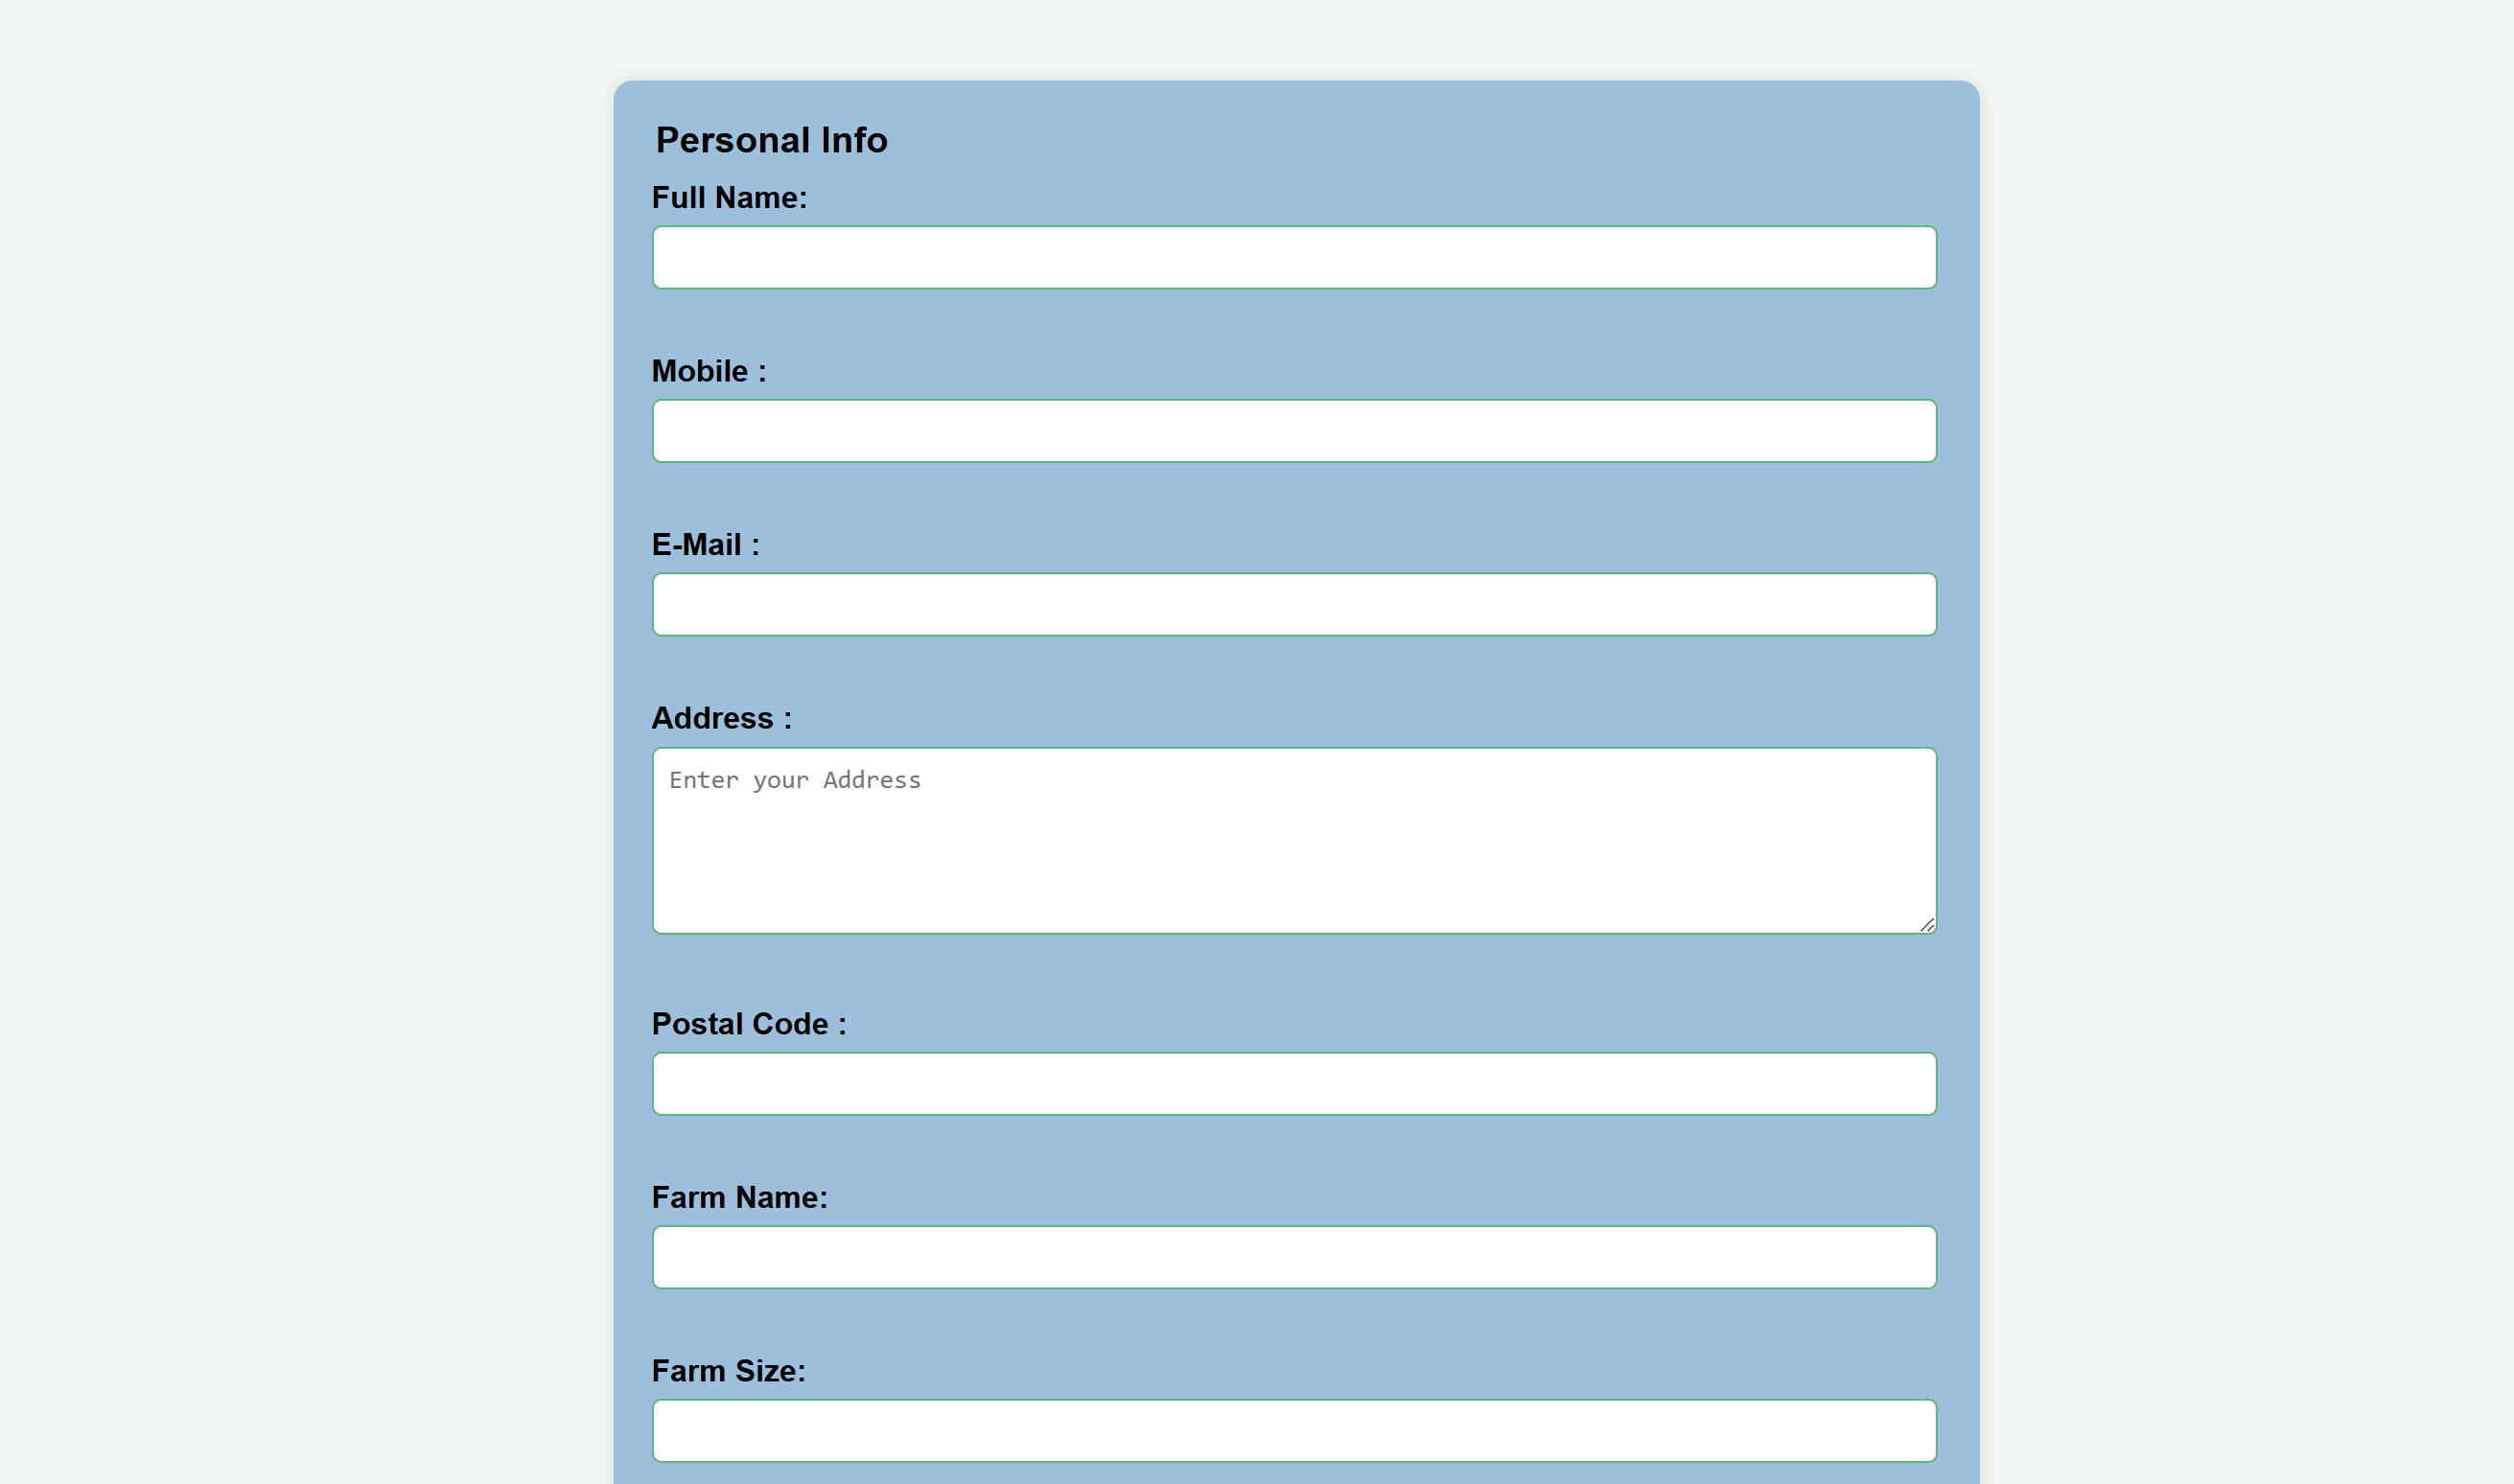 Personal Info
Full Name:
Mobile :
E-Mail :
Address :
Enter your Address
Postal Code :
Farm Name:
Farm Size: